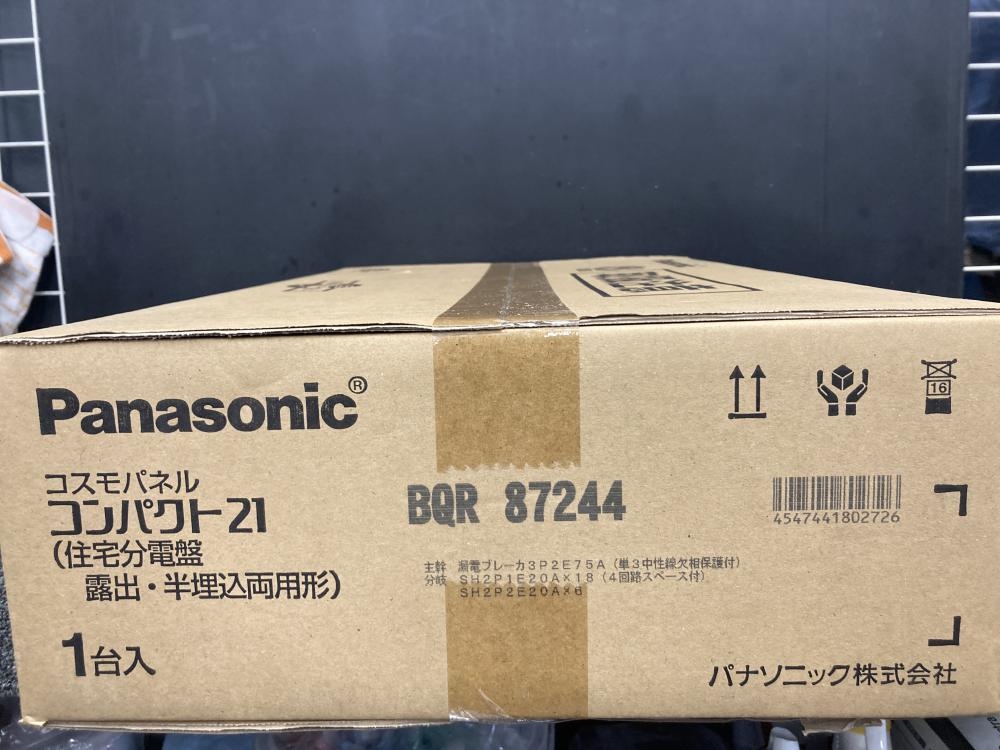 Panasonic®
コスモパネル
コンパクト21
(住宅分電盤
露出・半埋込両用形)
1台入
BQR 87244
主幹 漏電ブレーカ3P2E75A(単3中性線欠相保護付)
分岐 SH2P1E20A×18(4回路スペース付)
SH2P2E20A×6
16
4547441802726
パナソニック株式会社